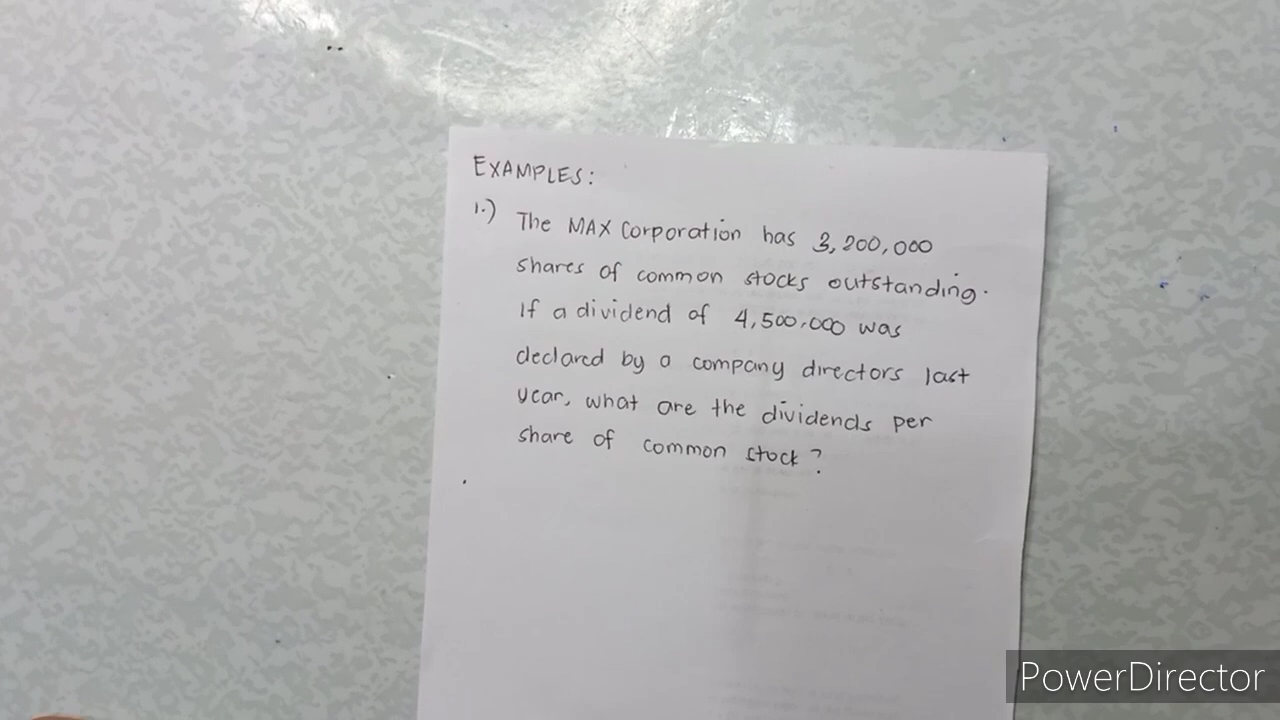 EXAMPLES:
1.) The MAX Corporation has 3,200,000
shares of common stocks outstanding.
If a dividend of 4,500,000 was
declared by a company directors last
year, what are the dividends per
share of common stock?
PowerDirector